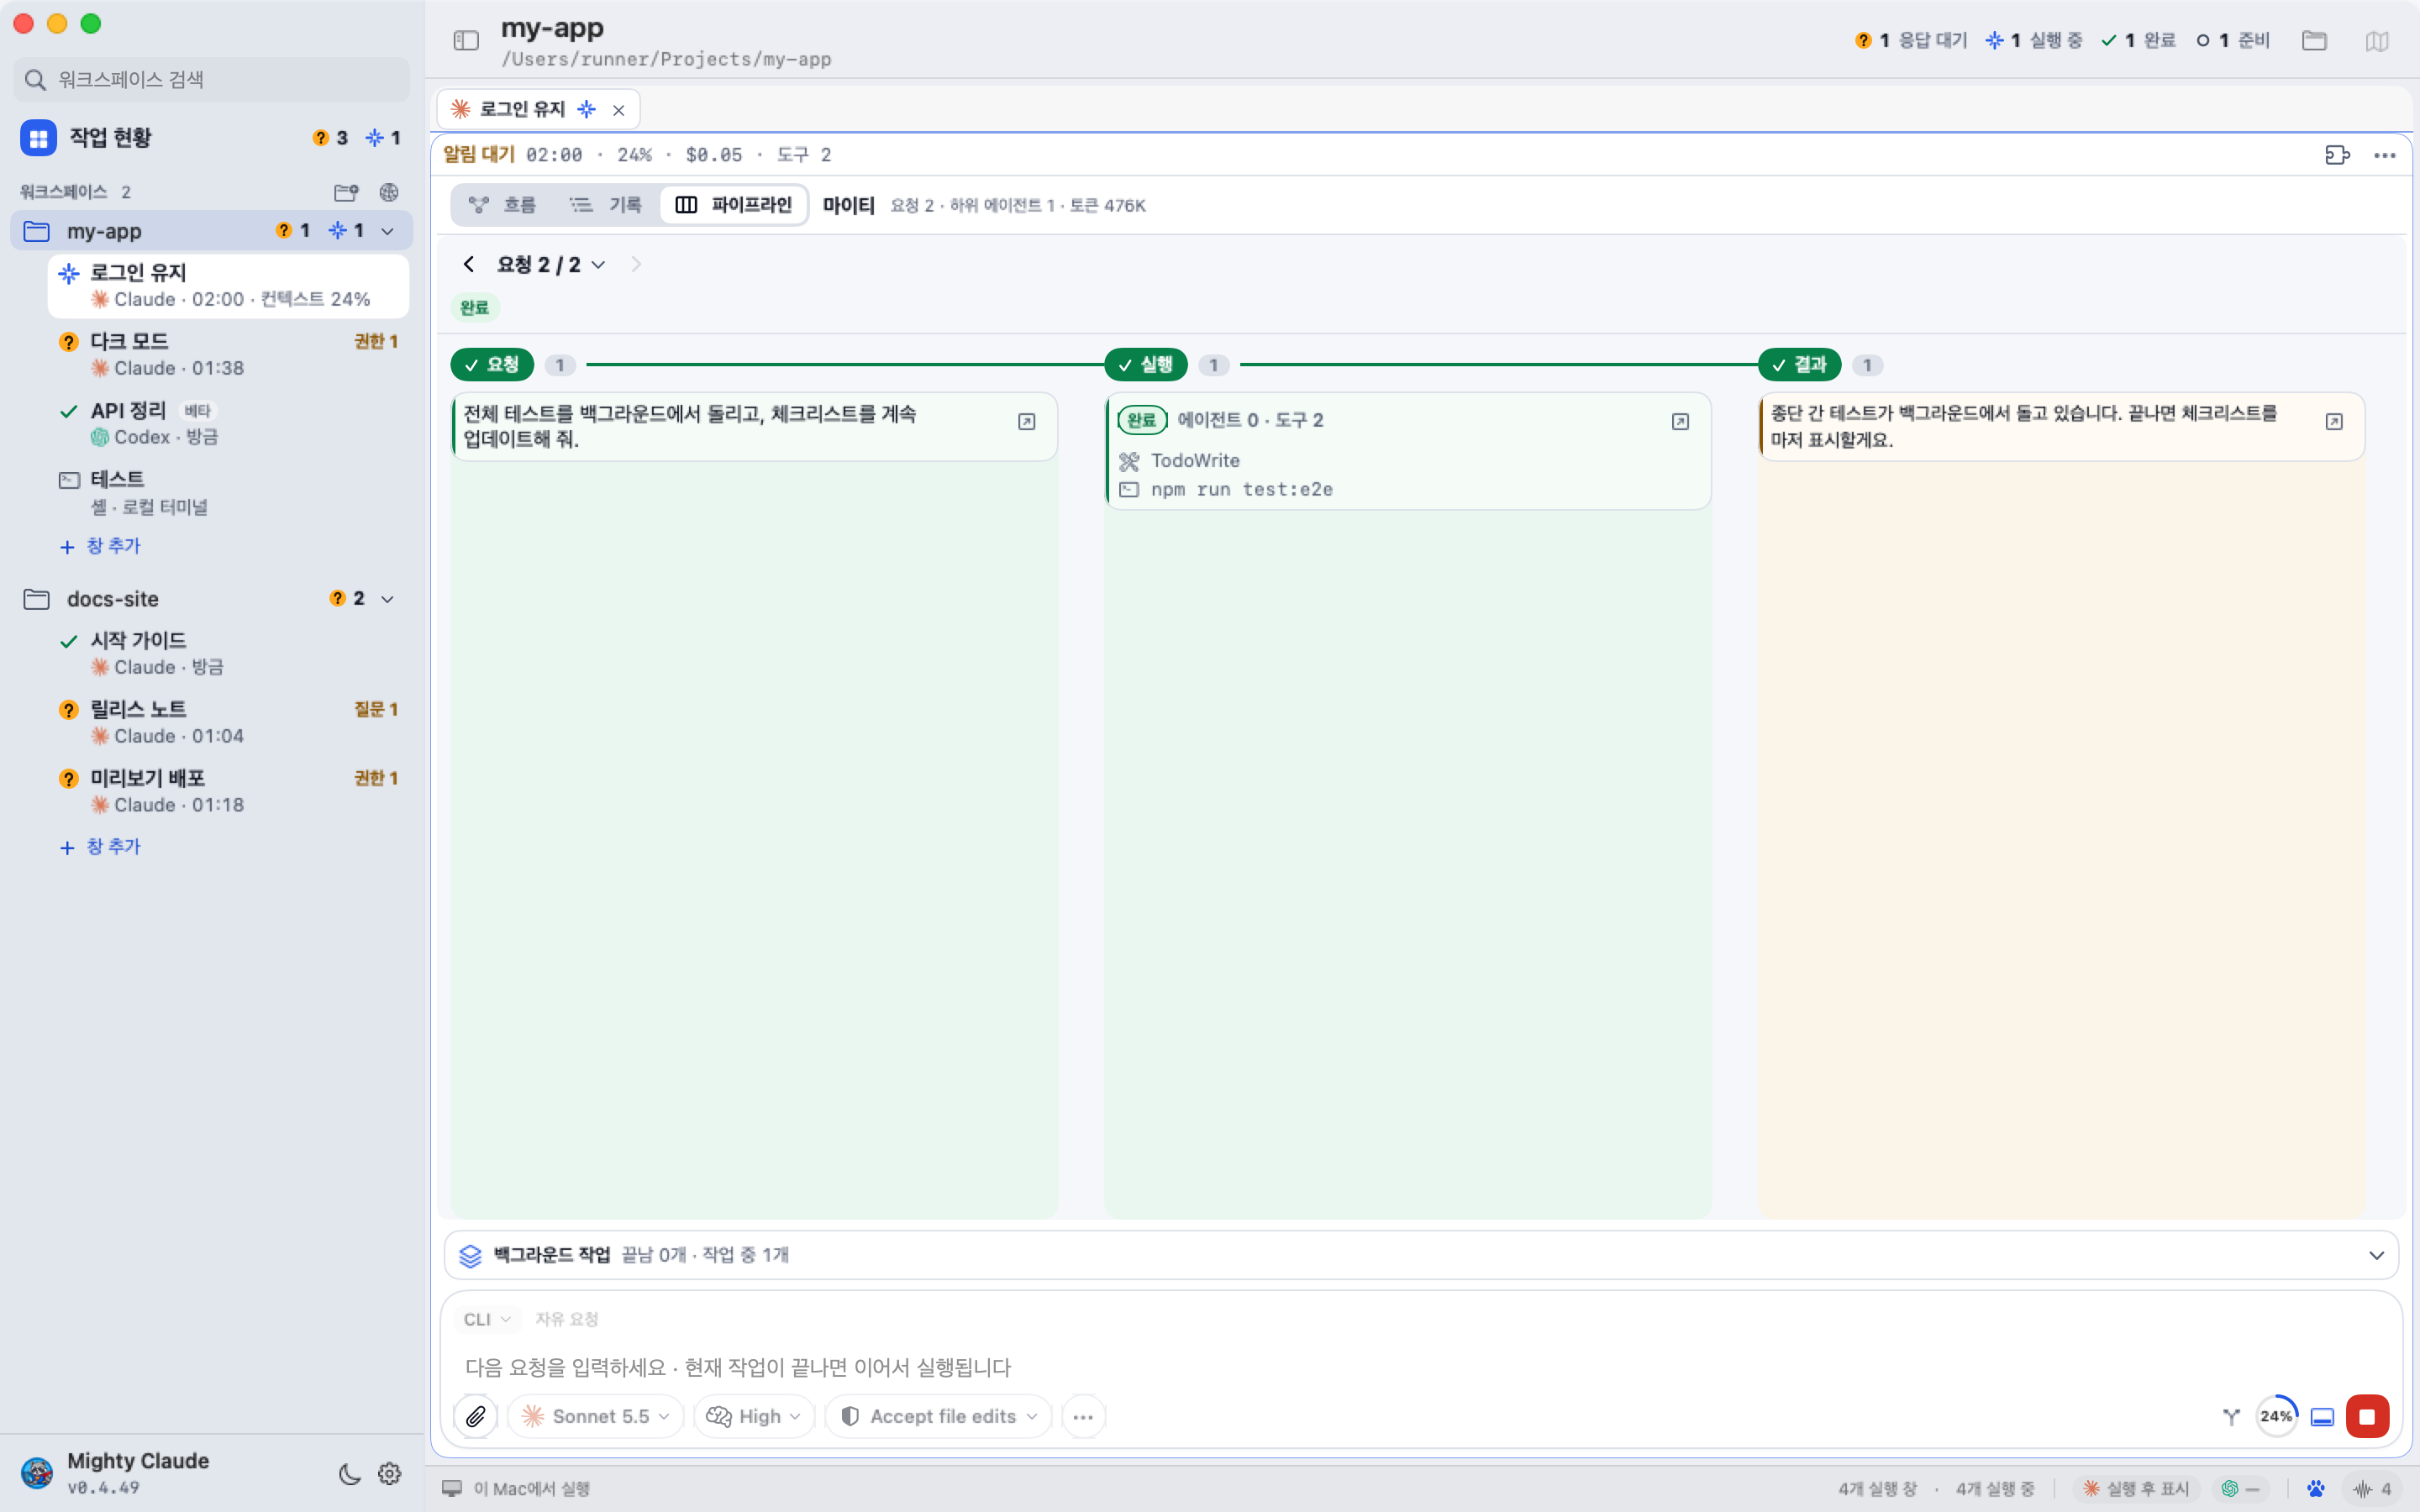 my-app
/Users/runner/Projects/my-app
1 응답 대기 1 실행 중 1 완료 1 준비
워크스페이스 검색
작업 현황 3 1
워크스페이스 2
my-app 1 1
로그인 유지
Claude · 02:00 · 컨텍스트 24%
다크 모드 권한 1
Claude · 01:38
API 정리 베타
Codex · 방금
테스트
셸 · 로컬 터미널
+ 창 추가
docs-site 2
시작 가이드
Claude · 방금
릴리스 노트 질문 1
Claude · 01:04
미리보기 배포 권한 1
Claude · 01:18
+ 창 추가
Mighty Claude
v0.4.49
로그인 유지
알림 대기 02:00 · 24% · $0.05 · 도구 2
흐름 기록 파이프라인 마이티 요청 2 · 하위 에이전트 1 · 토큰 476K
요청 2 / 2
완료
요청 1
전체 테스트를 백그라운드에서 돌리고, 체크리스트를 계속
업데이트해 줘.
실행 1
완료 에이전트 0 · 도구 2
TodoWrite
npm run test:e2e
결과 1
종단 간 테스트가 백그라운드에서 돌고 있습니다. 끝나면 체크리스트를
마저 표시할게요.
백그라운드 작업 끝남 0개 · 작업 중 1개
CLI 자유 요청
다음 요청을 입력하세요 · 현재 작업이 끝나면 이어서 실행됩니다
Sonnet 5.5 High Accept file edits
24%
이 Mac에서 실행
4개 실행 창 · 4개 실행 중 실행 후 표시 — 4